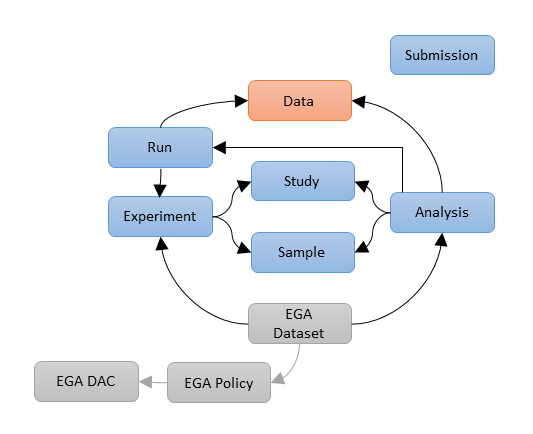 Submission
Data
Run
Study
Experiment
Analysis
Sample
EGA
Dataset
EGA DAC
EGA Policy